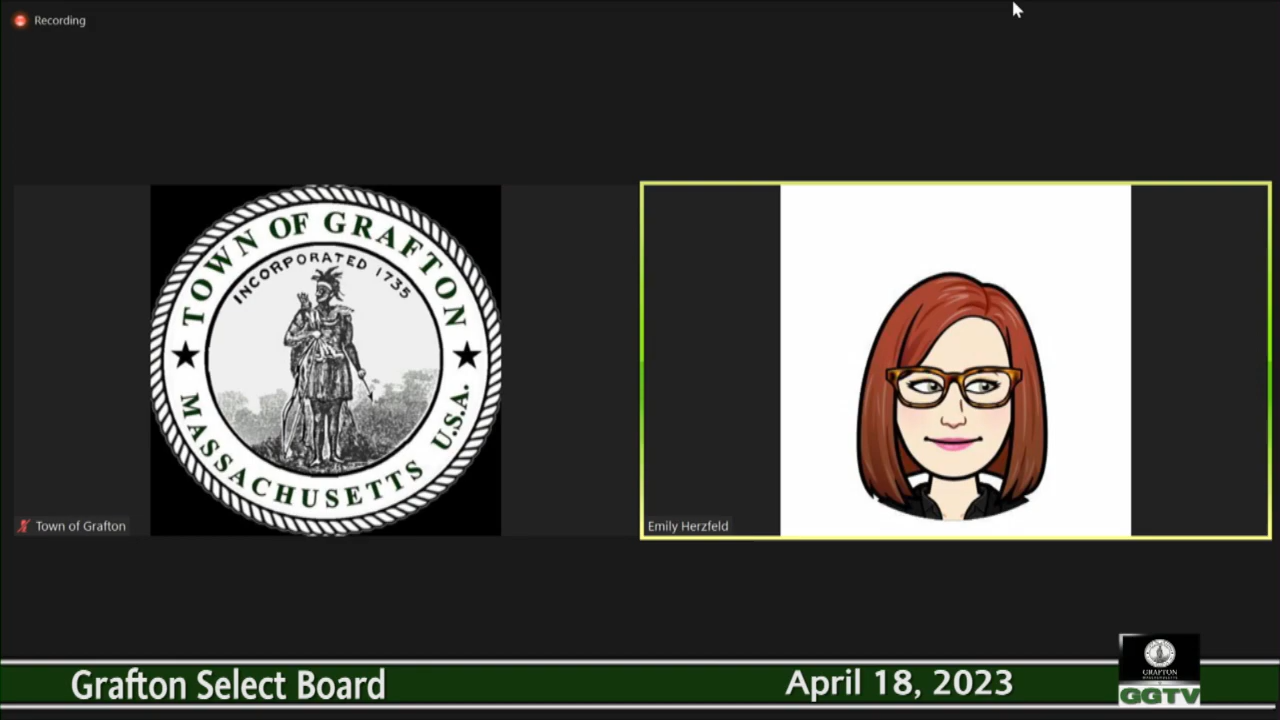 Recording
TOWN OF GRAFTON
INCORPORATED 1735
MASSACHUSETTS U.S.A.
Town of Grafton
Emily Herzfeld
Grafton Select Board
April 18, 2023
GRAFTON
GGTV